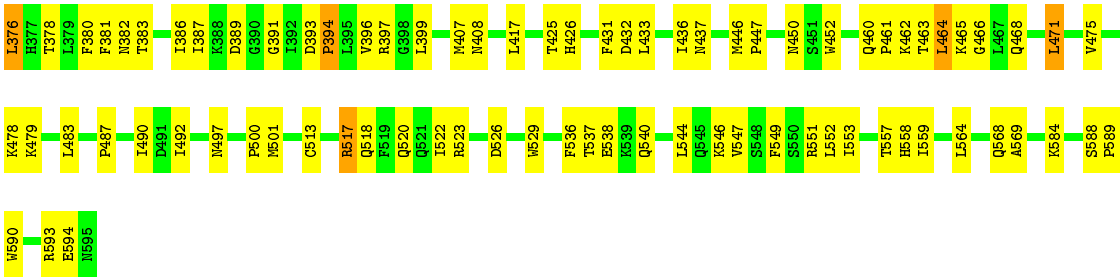 L376 H377 T378 L379 F380 F381 N382 T383 I386 I387 K388 D389 G390 G391 I392 D393 P394 L395 V396 R397 G398 L399 M407 N408 L417 T425 H426 F431 D432 L433 I436 N437 M446 P447 N450 S451 W452 Q460 P461 K462 T463 L464 K465 G466 L467 Q468 L471 V475
K478 K479 L483 P487 I490 D491 I492 N497 P500 M501 C513 R517 Q518 F519 Q520 Q521 I522 R523 D526 W529 F536 T537 E538 K539 Q540 L544 Q545 K546 V547 S548 F549 S550 R551 L552 I553 T557 H558 I559 L564 Q568 A569 K584 S588 P589
W590 R593 E594 N595